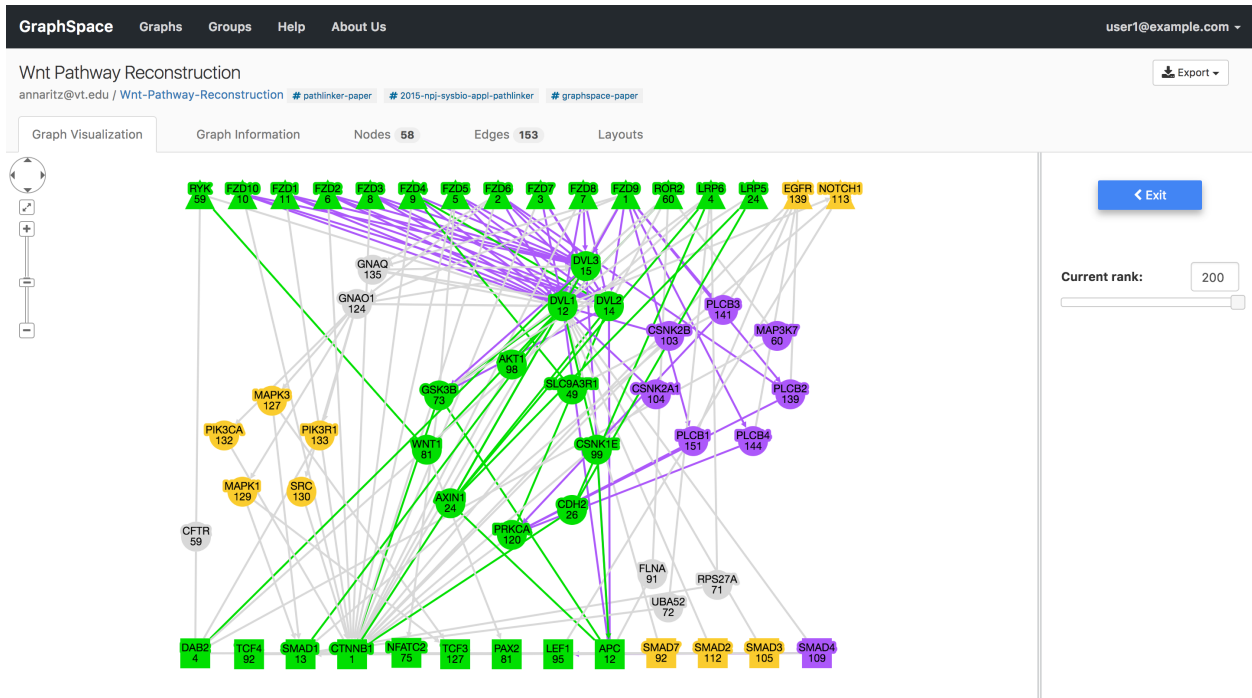 GraphSpace Graphs Groups Help About Us user1@example.com
Wnt Pathway Reconstruction
Export
annaritz@vt.edu / Wnt-Pathway-Reconstruction # pathlinker-paper # 2015-npj-sysbio-appl-pathlinker # graphspace-paper
Graph Visualization Graph Information Nodes 58 Edges 153 Layouts
RYK FZD10 FZD1 FZD2 FZD3 FZD4 FZD5 FZD6 FZD7 FZD8 FZD9 ROR2 LRP6 LRP5 EGFR NOTCH1
59 10 11 6 8 9 5 2 3 7 1 60 4 24 139 113
Exit
Current rank: 200
GNAQ
135
DVL3
15
GNAO1
124
DVL1
12
DVL2
14
PLCB3
141
CSNK2B
103
MAP3K7
60
AKT1
98
GSK3B
73
SLC9A3R1
49
CSNK2A1
104
PLCB2
139
MAPK3
127
PIK3CA
132
PIK3R1
133
WNT1
81
CSNK1E
99
PLCB1
151
PLCB4
144
MAPK1
129
SRC
130
AXIN1
24
CDH2
26
CFTR
59
PRKCA
120
FLNA
91
RPS27A
71
UBA52
72
DAB2 TCF4 SMAD1 CTNNB1 NFATC2 TCF3 PAX2 LEF1 APC SMAD7 SMAD2 SMAD3 SMAD4
4 92 13 1 75 127 81 95 12 92 112 105 109